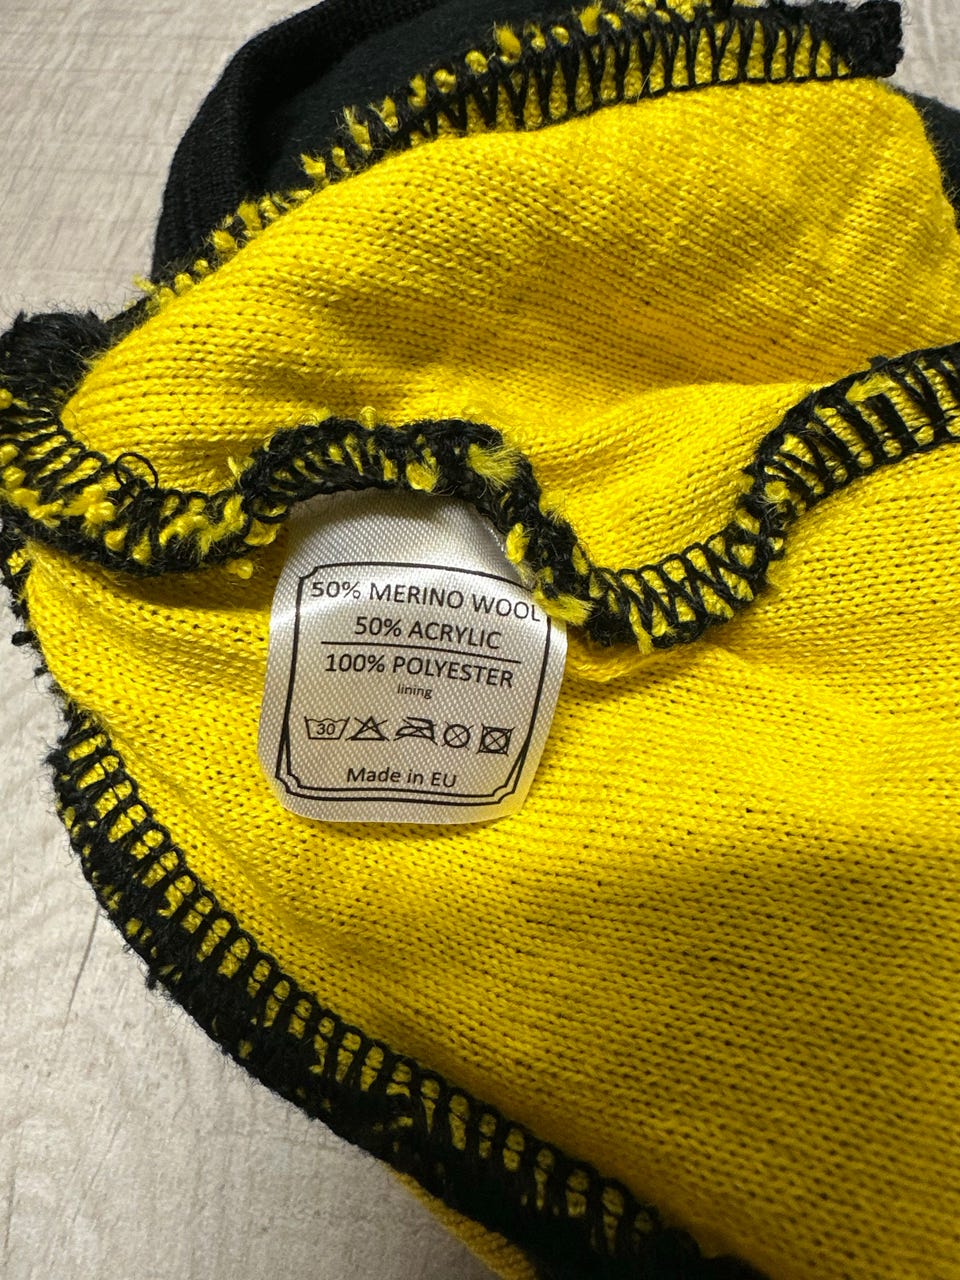 50% MERINO WOOL
50% ACRYLIC
100% POLYESTER
lining
30
Made in EU